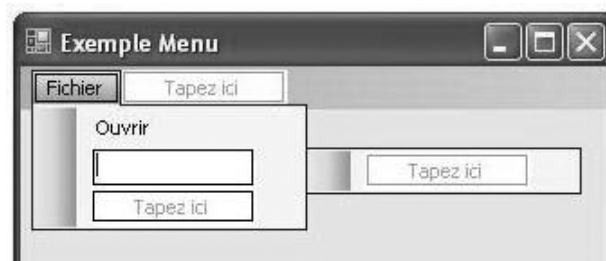 Exemple Menu
Fichier Tapez ici
Ouvrir
Tapez ici
Tapez ici